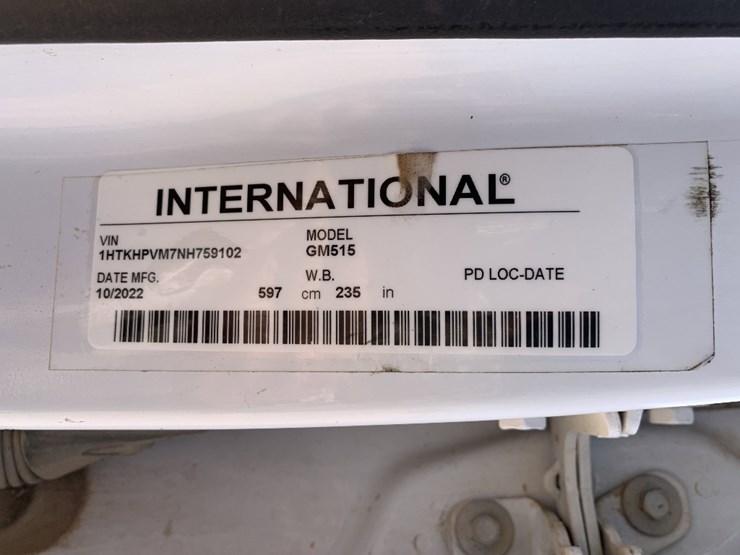 INTERNATIONAL®
VIN MODEL
1HTKHPVM7NH759102 GM515
DATE MFG. W.B. PD LOC-DATE
10/2022 597 cm 235 in